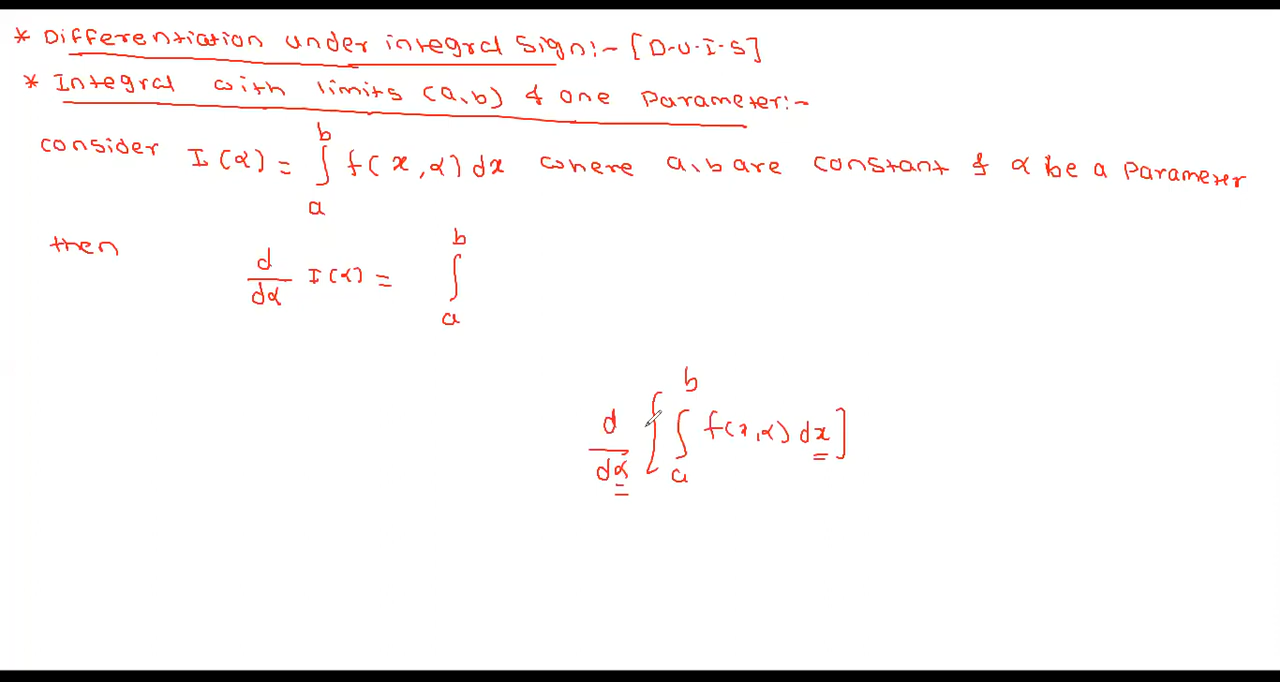 * Differentiation under integral Sign:- [D-U-I-S]
* Integral with limits (a,b) & one Parameter:-
consider I(α) = ∫_a^b f(x,α) dx where a,b are constant & α be a Parameter
then d/dα I(α) = ∫_a^b
d/dα [∫_a^b f(x,α) dx]